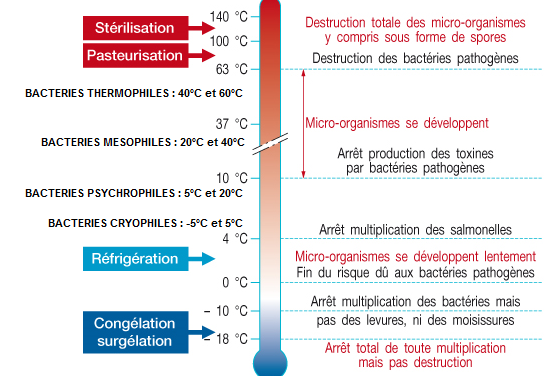 Stérilisation
140 °C
Destruction totale des micro-organismes
y compris sous forme de spores
100 °C
Pasteurisation
Destruction des bactéries pathogènes
63 °C
BACTERIES THERMOPHILES : 40°C et 60°C
37 °C
Micro-organismes se développent
BACTERIES MESOPHILES : 20°C et 40°C
Arrêt production des toxines
par bactéries pathogènes
10 °C
BACTERIES PSYCHROPHILES : 5°C et 20°C
BACTERIES CRYOPHILES : -5°C et 5°C
Arrêt multiplication des salmonelles
4 °C
Réfrigération
Micro-organismes se développent lentement
Fin du risque dû aux bactéries pathogènes
0 °C
Arrêt multiplication des bactéries mais
– 10 °C
pas des levures, ni des moisissures
Congélation
surgélation
– 18 °C
Arrêt total de toute multiplication
mais pas destruction